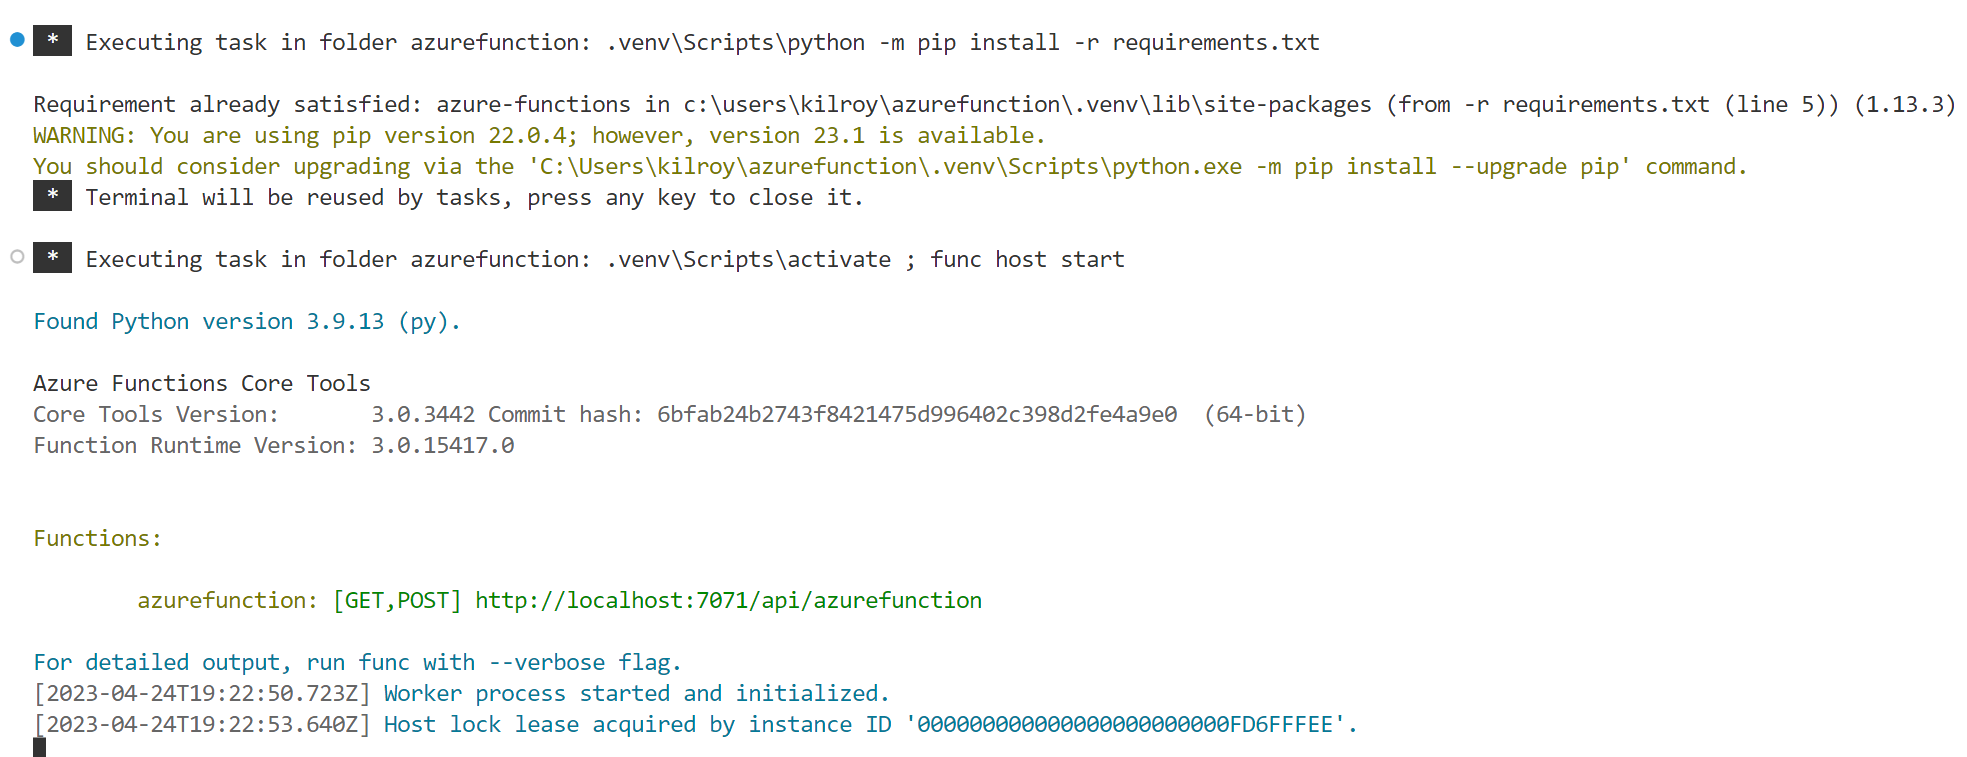 * Executing task in folder azurefunction: .venv\Scripts\python -m pip install -r requirements.txt
Requirement already satisfied: azure-functions in c:\users\kilroy\azurefunction\.venv\lib\site-packages (from -r requirements.txt (line 5)) (1.13.3)
WARNING: You are using pip version 22.0.4; however, version 23.1 is available.
You should consider upgrading via the 'C:\Users\kilroy\azurefunction\.venv\Scripts\python.exe -m pip install --upgrade pip' command.
* Terminal will be reused by tasks, press any key to close it.
* Executing task in folder azurefunction: .venv\Scripts\activate ; func host start
Found Python version 3.9.13 (py).
Azure Functions Core Tools
Core Tools Version:       3.0.3442 Commit hash: 6bfab24b2743f8421475d996402c398d2fe4a9e0  (64-bit)
Function Runtime Version: 3.0.15417.0
Functions:
azurefunction: [GET,POST] http://localhost:7071/api/azurefunction
For detailed output, run func with --verbose flag.
[2023-04-24T19:22:50.723Z] Worker process started and initialized.
[2023-04-24T19:22:53.640Z] Host lock lease acquired by instance ID '000000000000000000000000FD6FFFEE'.